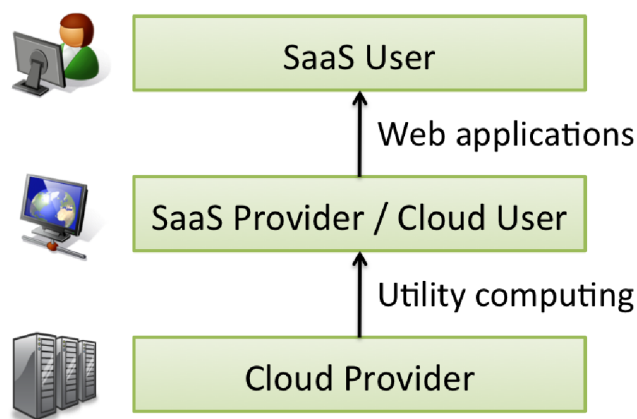 SaaS User
Web applications
SaaS Provider / Cloud User
Utility computing
Cloud Provider